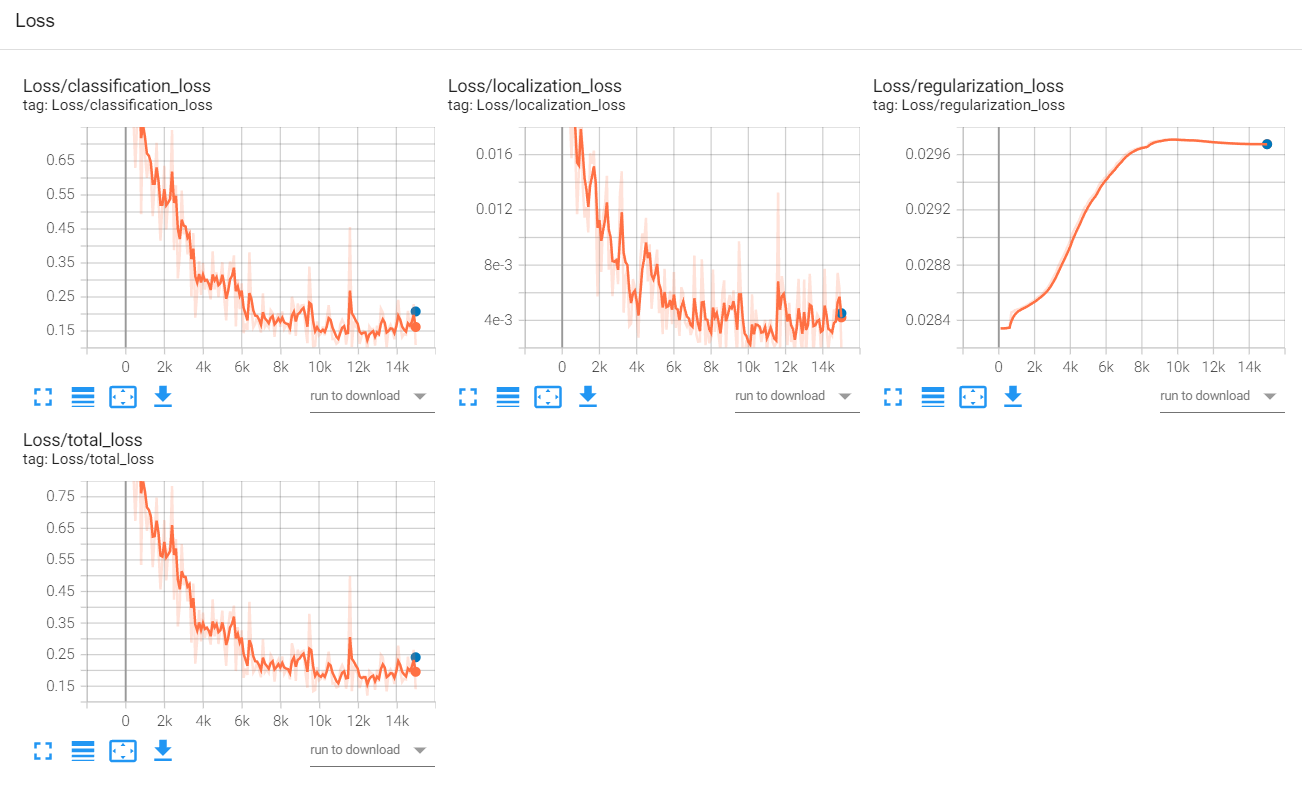 Loss
Loss/classification_loss
tag: Loss/classification_loss
0.65
0.55
0.45
0.35
0.25
0.15
0 2k 4k 6k 8k 10k 12k 14k
run to download
Loss/localization_loss
tag: Loss/localization_loss
0.016
0.012
8e-3
4e-3
0 2k 4k 6k 8k 10k 12k 14k
run to download
Loss/regularization_loss
tag: Loss/regularization_loss
0.0296
0.0292
0.0288
0.0284
0 2k 4k 6k 8k 10k 12k 14k
run to download
Loss/total_loss
tag: Loss/total_loss
0.75
0.65
0.55
0.45
0.35
0.25
0.15
0 2k 4k 6k 8k 10k 12k 14k
run to download